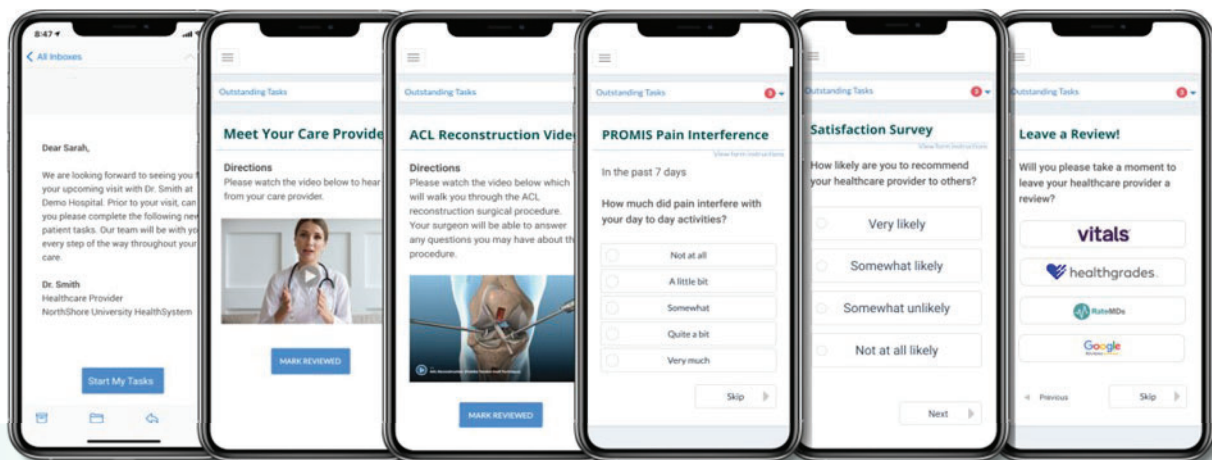 8:47
All Inboxes
Dear Sarah,
We are looking forward to seeing you f
your upcoming visit with Dr. Smith at
Demo Hospital. Prior to your visit, can
you please complete the following new
patient tasks. Our team will be with yo
every step of the way throughout your
care.
Dr. Smith
Healthcare Provider
NorthShore University HealthSystem
Start My Tasks
Outstanding Tasks
Meet Your Care Provide
Directions
Please watch the video below to hear
from your care provider.
MARK REVIEWED
Outstanding Tasks
ACL Reconstruction Vide
Directions
Please watch the video below which
will walk you through the ACL
reconstruction surgical procedure.
Your surgeon will be able to answer
any questions you may have about th
procedure.
MARK REVIEWED
Outstanding Tasks
3
PROMIS Pain Interference
View form instructions
In the past 7 days
How much did pain interfere with
your day to day activities?
Not at all
A little bit
Somewhat
Quite a bit
Very much
Skip
Outstanding Tasks
3
Satisfaction Survey
View form instructions
How likely are you to recommend
your healthcare provider to others?
Very likely
Somewhat likely
Somewhat unlikely
Not at all likely
Next
Outstanding Tasks
3
Leave a Review!
Will you please take a moment to
leave your healthcare provider a
review?
vitals
healthgrades.
RateMDs
Google
Previous
Skip